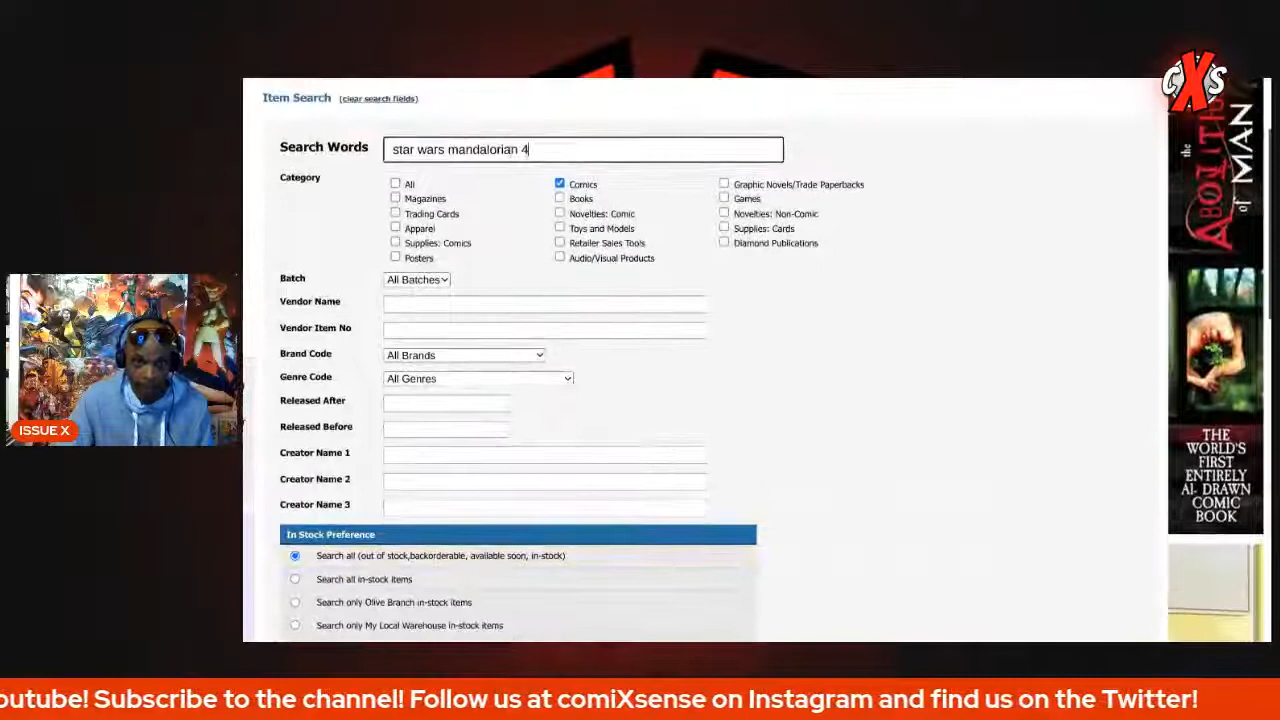 CXS
Item Search (clear search fields)
Search Words star wars mandalorian 4
Category
All
Comics
Graphic Novels/Trade Paperbacks
Magazines
Books
Games
Trading Cards
Novelties: Comic
Novelties: Non-Comic
Apparel
Toys and Models
Supplies: Cards
Supplies: Comics
Retailer Sales Tools
Diamond Publications
Posters
Audio/Visual Products
Batch All Batches
Vendor Name
Vendor Item No
Brand Code All Brands
Genre Code All Genres
Released After
Released Before
Creator Name 1
Creator Name 2
Creator Name 3
In Stock Preference
Search all (out of stock,backorderable, available soon, in-stock)
Search all in-stock items
Search only Olive Branch in-stock items
Search only My Local Warehouse in-stock items
ISSUE X
the
ABOLITIO
of MAN
THE
WORLD'S
FIRST
ENTIRELY
AI- DRAWN
COMIC
BOOK
outube! Subscribe to the channel! Follow us at comiXsense on Instagram and find us on the Twitter!